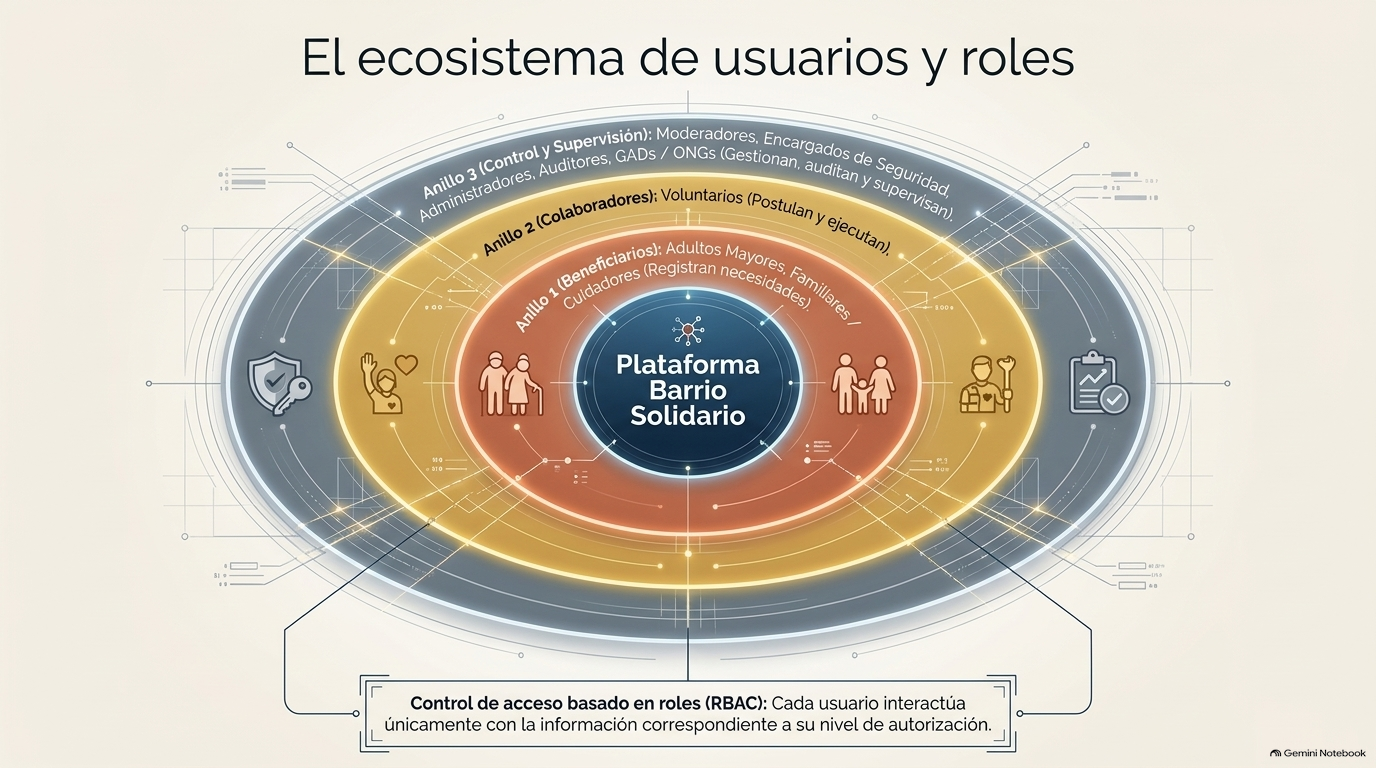 El ecosistema de usuarios y roles
Anillo 3 (Control y Supervisión): Moderadores, Encargados de Seguridad,
Administradores, Auditores, GADs / ONGs (Gestionan, auditan y supervisan).
Anillo 2 (Colaboradores): Voluntarios (Postulan y ejecutan).
Anillo 1 (Beneficiarios): Adultos Mayores, Familiares /
Cuidadores (Registran necesidades).
Plataforma
Barrio
Solidario
Control de acceso basado en roles (RBAC): Cada usuario interactúa
únicamente con la información correspondiente a su nivel de autorización.
Gemini Notebook